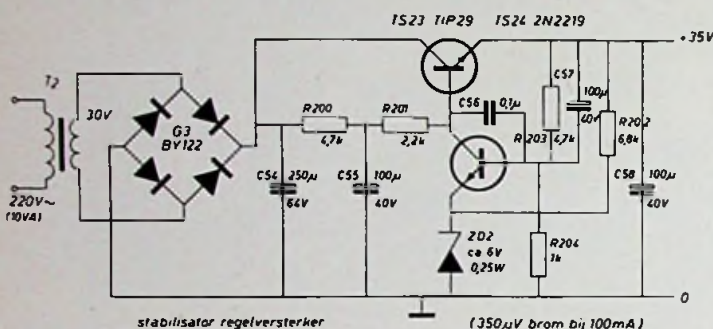 TS23 TIP29 TS24 2N2219
+35V
T2
30V
G3
BY122
220V~
(10VA)
R200
4,7k
R201
2,2k
C54
250µ
64V
C55
100µ
40V
C56
0,1µ
C57
100µ
40V
R203
4,7k
R202
6,8k
C58
100µ
40V
ZD2
ca 6V
0,25W
R204
1k
0
stabilisator regelversterker
(350µV brom bij 100mA)